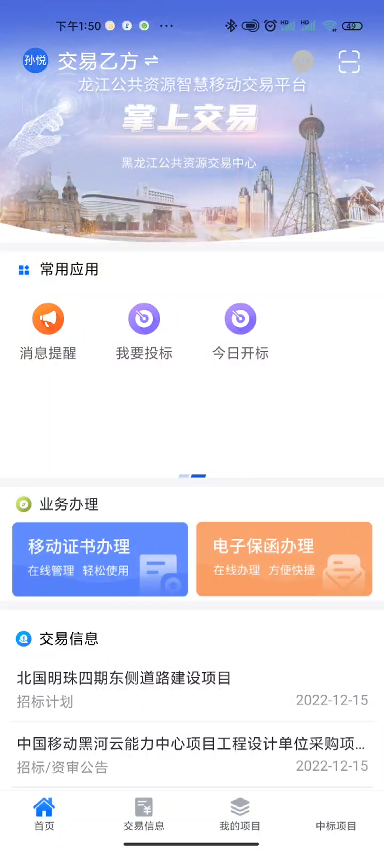 下午1:50
HD HD 49
孙悦 交易乙方
龙江公共资源智慧移动交易平台
掌上交易
黑龙江公共资源交易中心
常用应用
消息提醒 我要投标 今日开标
业务办理
移动证书办理 电子保函办理
在线管理 轻松使用 在线办理 方便快捷
交易信息
北国明珠四期东侧道路建设项目
招标计划 2022-12-15
中国移动黑河云能力中心项目工程设计单位采购项...
招标/资审公告 2022-12-15
首页 交易信息 我的项目 中标项目